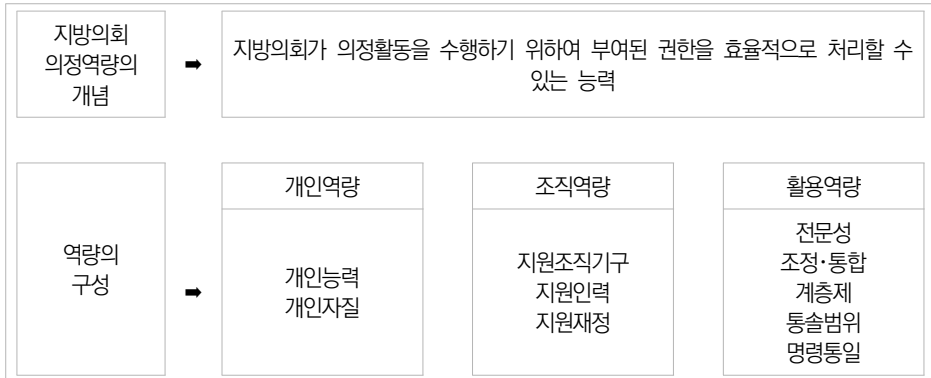 지방의회
의정역량의
개념
➡
지방의회가 의정활동을 수행하기 위하여 부여된 권한을 효율적으로 처리할 수
있는 능력
역량의
구성
➡
개인역량
개인능력
개인자질
조직역량
지원조직기구
지원인력
지원재정
활용역량
전문성
조정·통합
계층제
통솔범위
명령통일